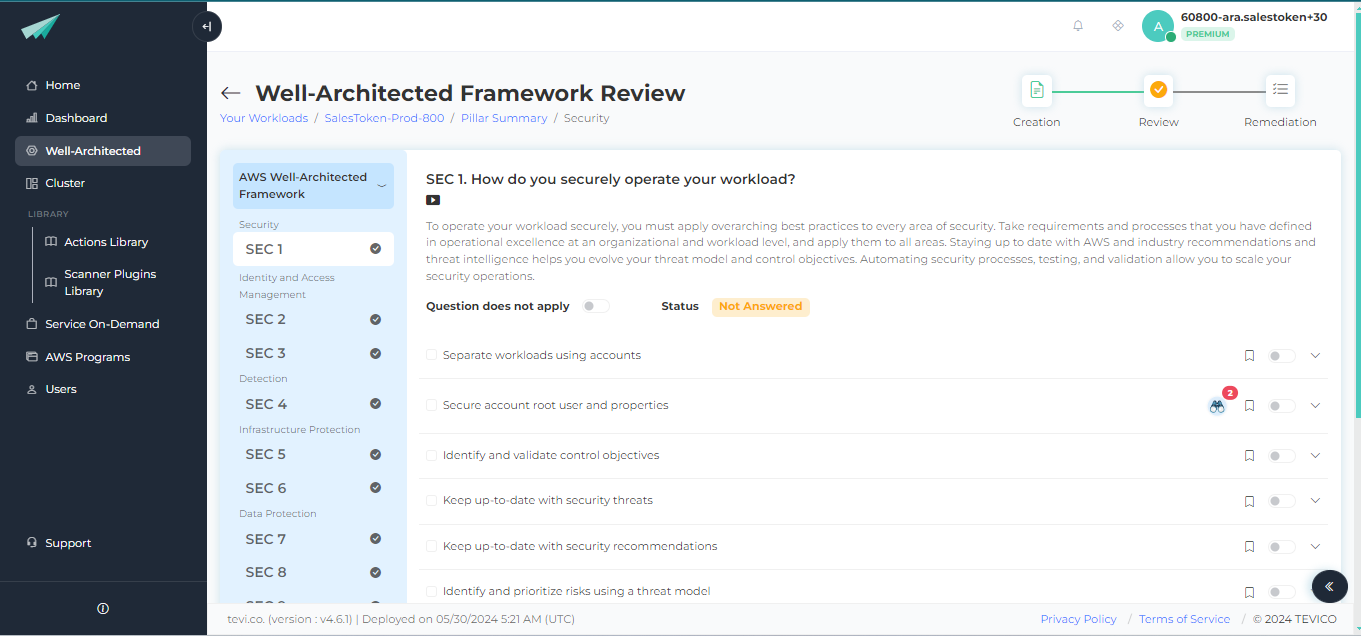 60800-ara.salestoken+30
A
PREMIUM
Home
Dashboard
Well-Architected
Cluster
LIBRARY
Actions Library
Scanner Plugins
Library
Service On-Demand
AWS Programs
Users
Support
Well-Architected Framework Review
Your Workloads / SalesToken-Prod-800 / Pillar Summary / Security
Creation
Review
Remediation
AWS Well-Architected
Framework
Security
SEC 1
Identity and Access
Management
SEC 2
SEC 3
Detection
SEC 4
Infrastructure Protection
SEC 5
SEC 6
Data Protection
SEC 7
SEC 8
SEC 1. How do you securely operate your workload?
To operate your workload securely, you must apply overarching best practices to every area of security. Take requirements and processes that you have defined
in operational excellence at an organizational and workload level, and apply them to all areas. Staying up to date with AWS and industry recommendations and
threat intelligence helps you evolve your threat model and control objectives. Automating security processes, testing, and validation allow you to scale your
security operations.
Question does not apply
Status
Not Answered
Separate workloads using accounts
Secure account root user and properties
2
Identify and validate control objectives
Keep up-to-date with security threats
Keep up-to-date with security recommendations
Identify and prioritize risks using a threat model
tevi.co. (version : v4.6.1) | Deployed on 05/30/2024 5:21 AM (UTC)
Privacy Policy / Terms of Service / © 2024 TEVICO